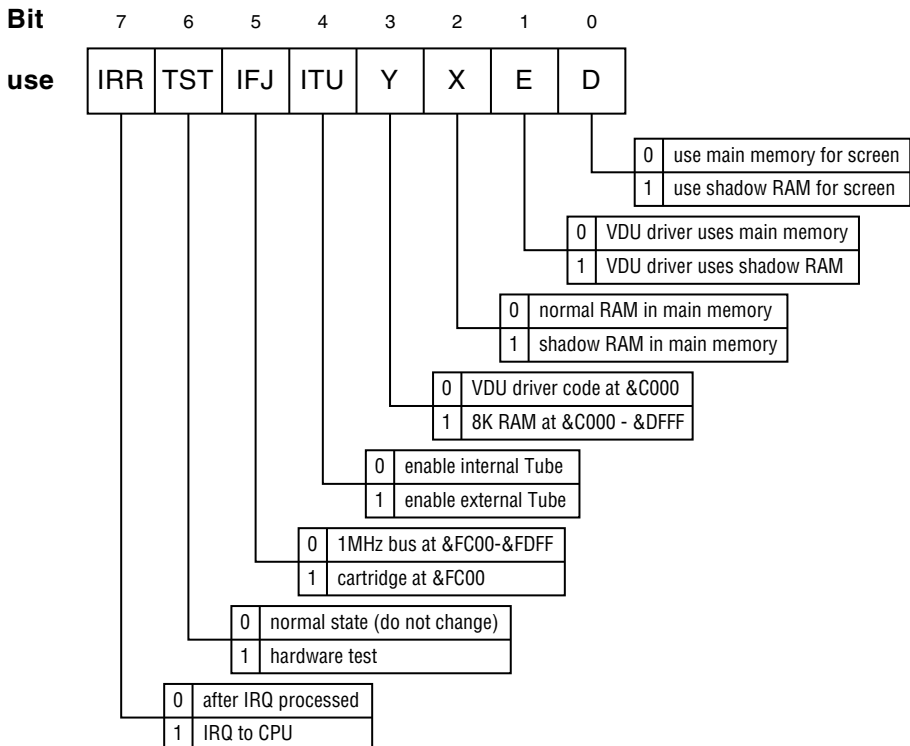 Bit 7 6 5 4 3 2 1 0
use IRR TST IFJ ITU Y X E D
0 use main memory for screen
1 use shadow RAM for screen
0 VDU driver uses main memory
1 VDU driver uses shadow RAM
0 normal RAM in main memory
1 shadow RAM in main memory
0 VDU driver code at &C000
1 8K RAM at &C000 - &DFFF
0 enable internal Tube
1 enable external Tube
0 1MHz bus at &FC00-&FDFF
1 cartridge at &FC00
0 normal state (do not change)
1 hardware test
0 after IRQ processed
1 IRQ to CPU